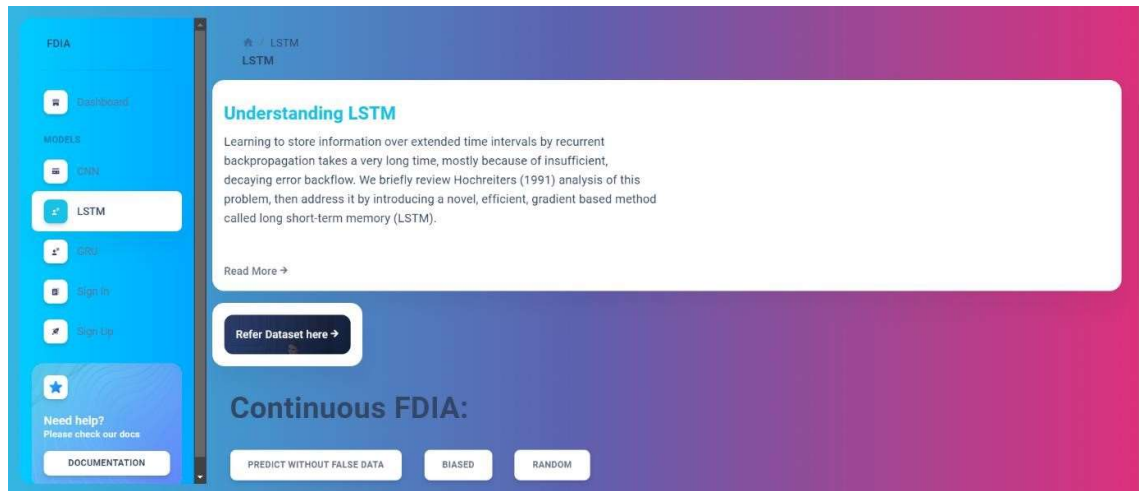 FDIA
Dashboard
MODELS
CNN
LSTM
GRU
Sign In
Sign Up
Need help?
Please check our docs
DOCUMENTATION
/ LSTM
LSTM
Understanding LSTM
Learning to store information over extended time intervals by recurrent
backpropagation takes a very long time, mostly because of insufficient,
decaying error backflow. We briefly review Hochreiters (1991) analysis of this
problem, then address it by introducing a novel, efficient, gradient based method
called long short-term memory (LSTM).
Read More →
Refer Dataset here →
Continuous FDIA:
PREDICT WITHOUT FALSE DATA
BIASED
RANDOM